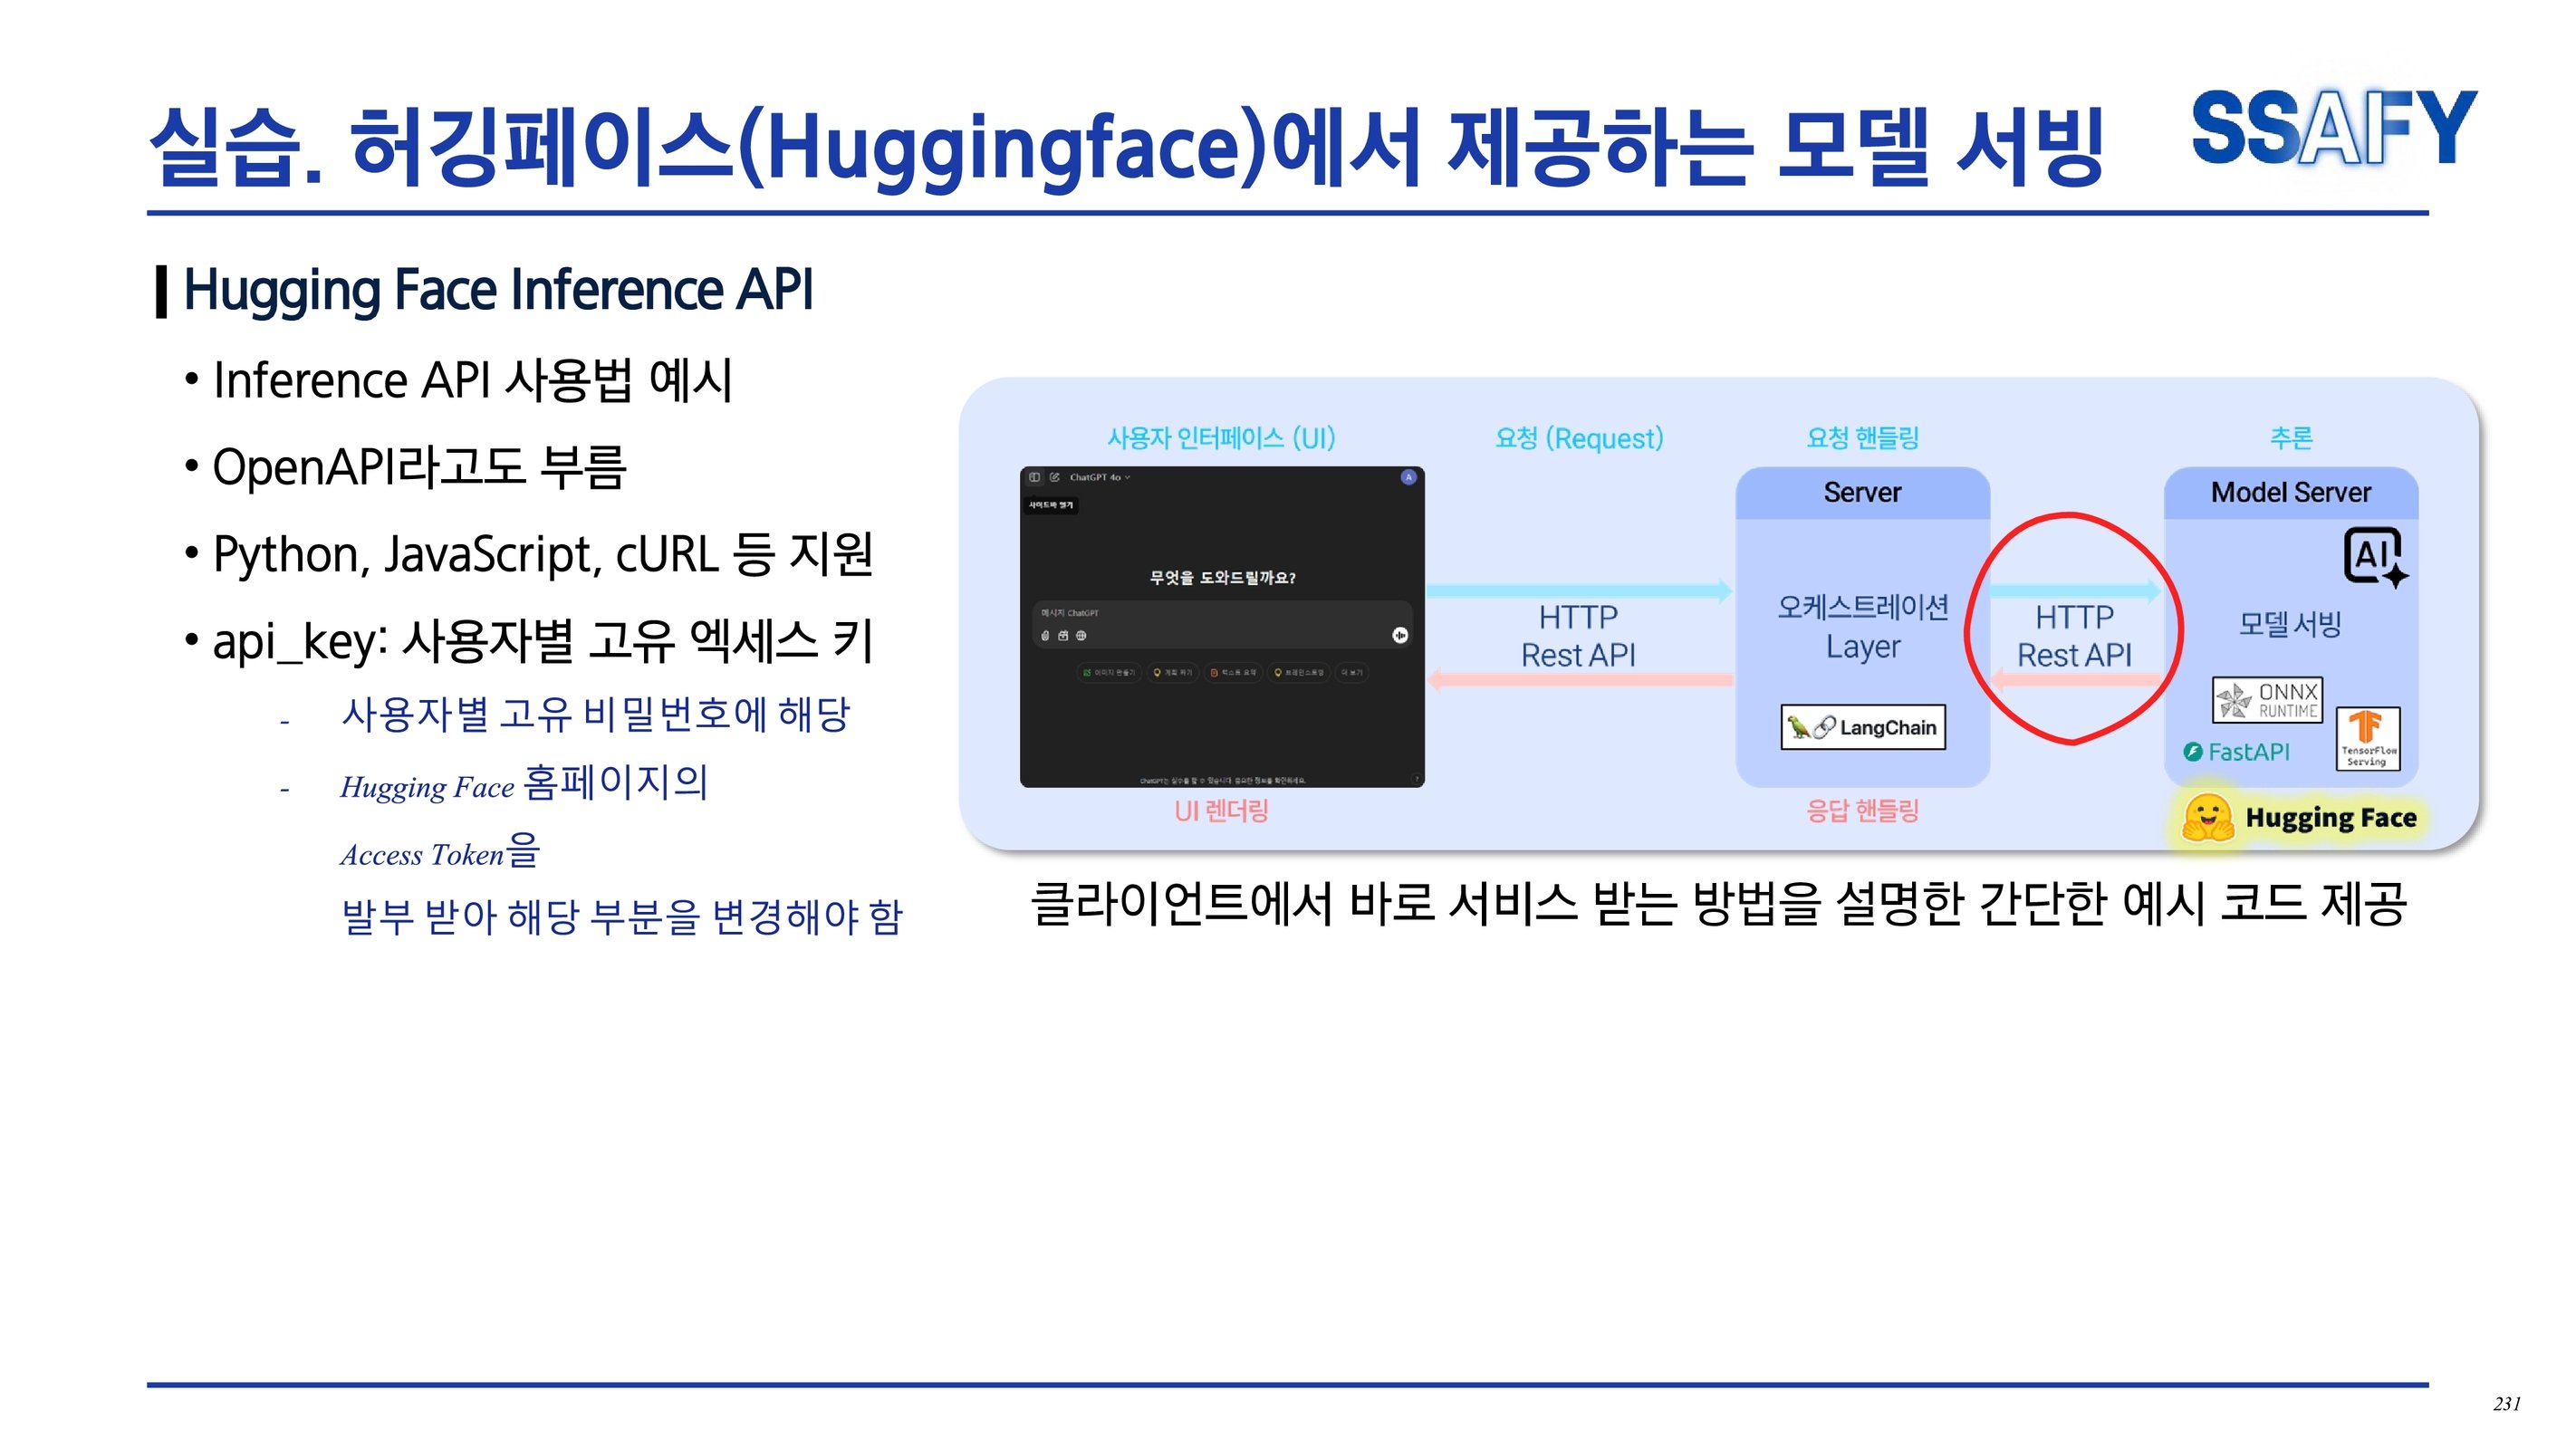 실습. 허깅페이스(Huggingface)에서 제공하는 모델 서빙
SSAFY
Hugging Face Inference API
• Inference API 사용법 예시
• OpenAPI라고도 부름
• Python, JavaScript, cURL 등 지원
• api_key: 사용자별 고유 엑세스 키
- 사용자별 고유 비밀번호에 해당
- Hugging Face 홈페이지의
Access Token을
발부 받아 해당 부분을 변경해야 함
사용자 인터페이스 (UI)
요청 (Request)
요청 핸들링
추론
ChatGPT 4o
A
사이드바 열기
무엇을 도와드릴까요?
메시지 ChatGPT
이미지 만들기
계획 짜기
텍스트 요약
브레인스토밍
더 보기
ChatGPT는 실수를 할 수 있습니다. 중요한 정보를 확인하세요.
?
UI 렌더링
HTTP
Rest API
Server
오케스트레이션
Layer
LangChain
응답 핸들링
HTTP
Rest API
Model Server
AI
모델 서빙
ONNX
RUNTIME
FastAPI
TensorFlow
Serving
Hugging Face
클라이언트에서 바로 서비스 받는 방법을 설명한 간단한 예시 코드 제공
231